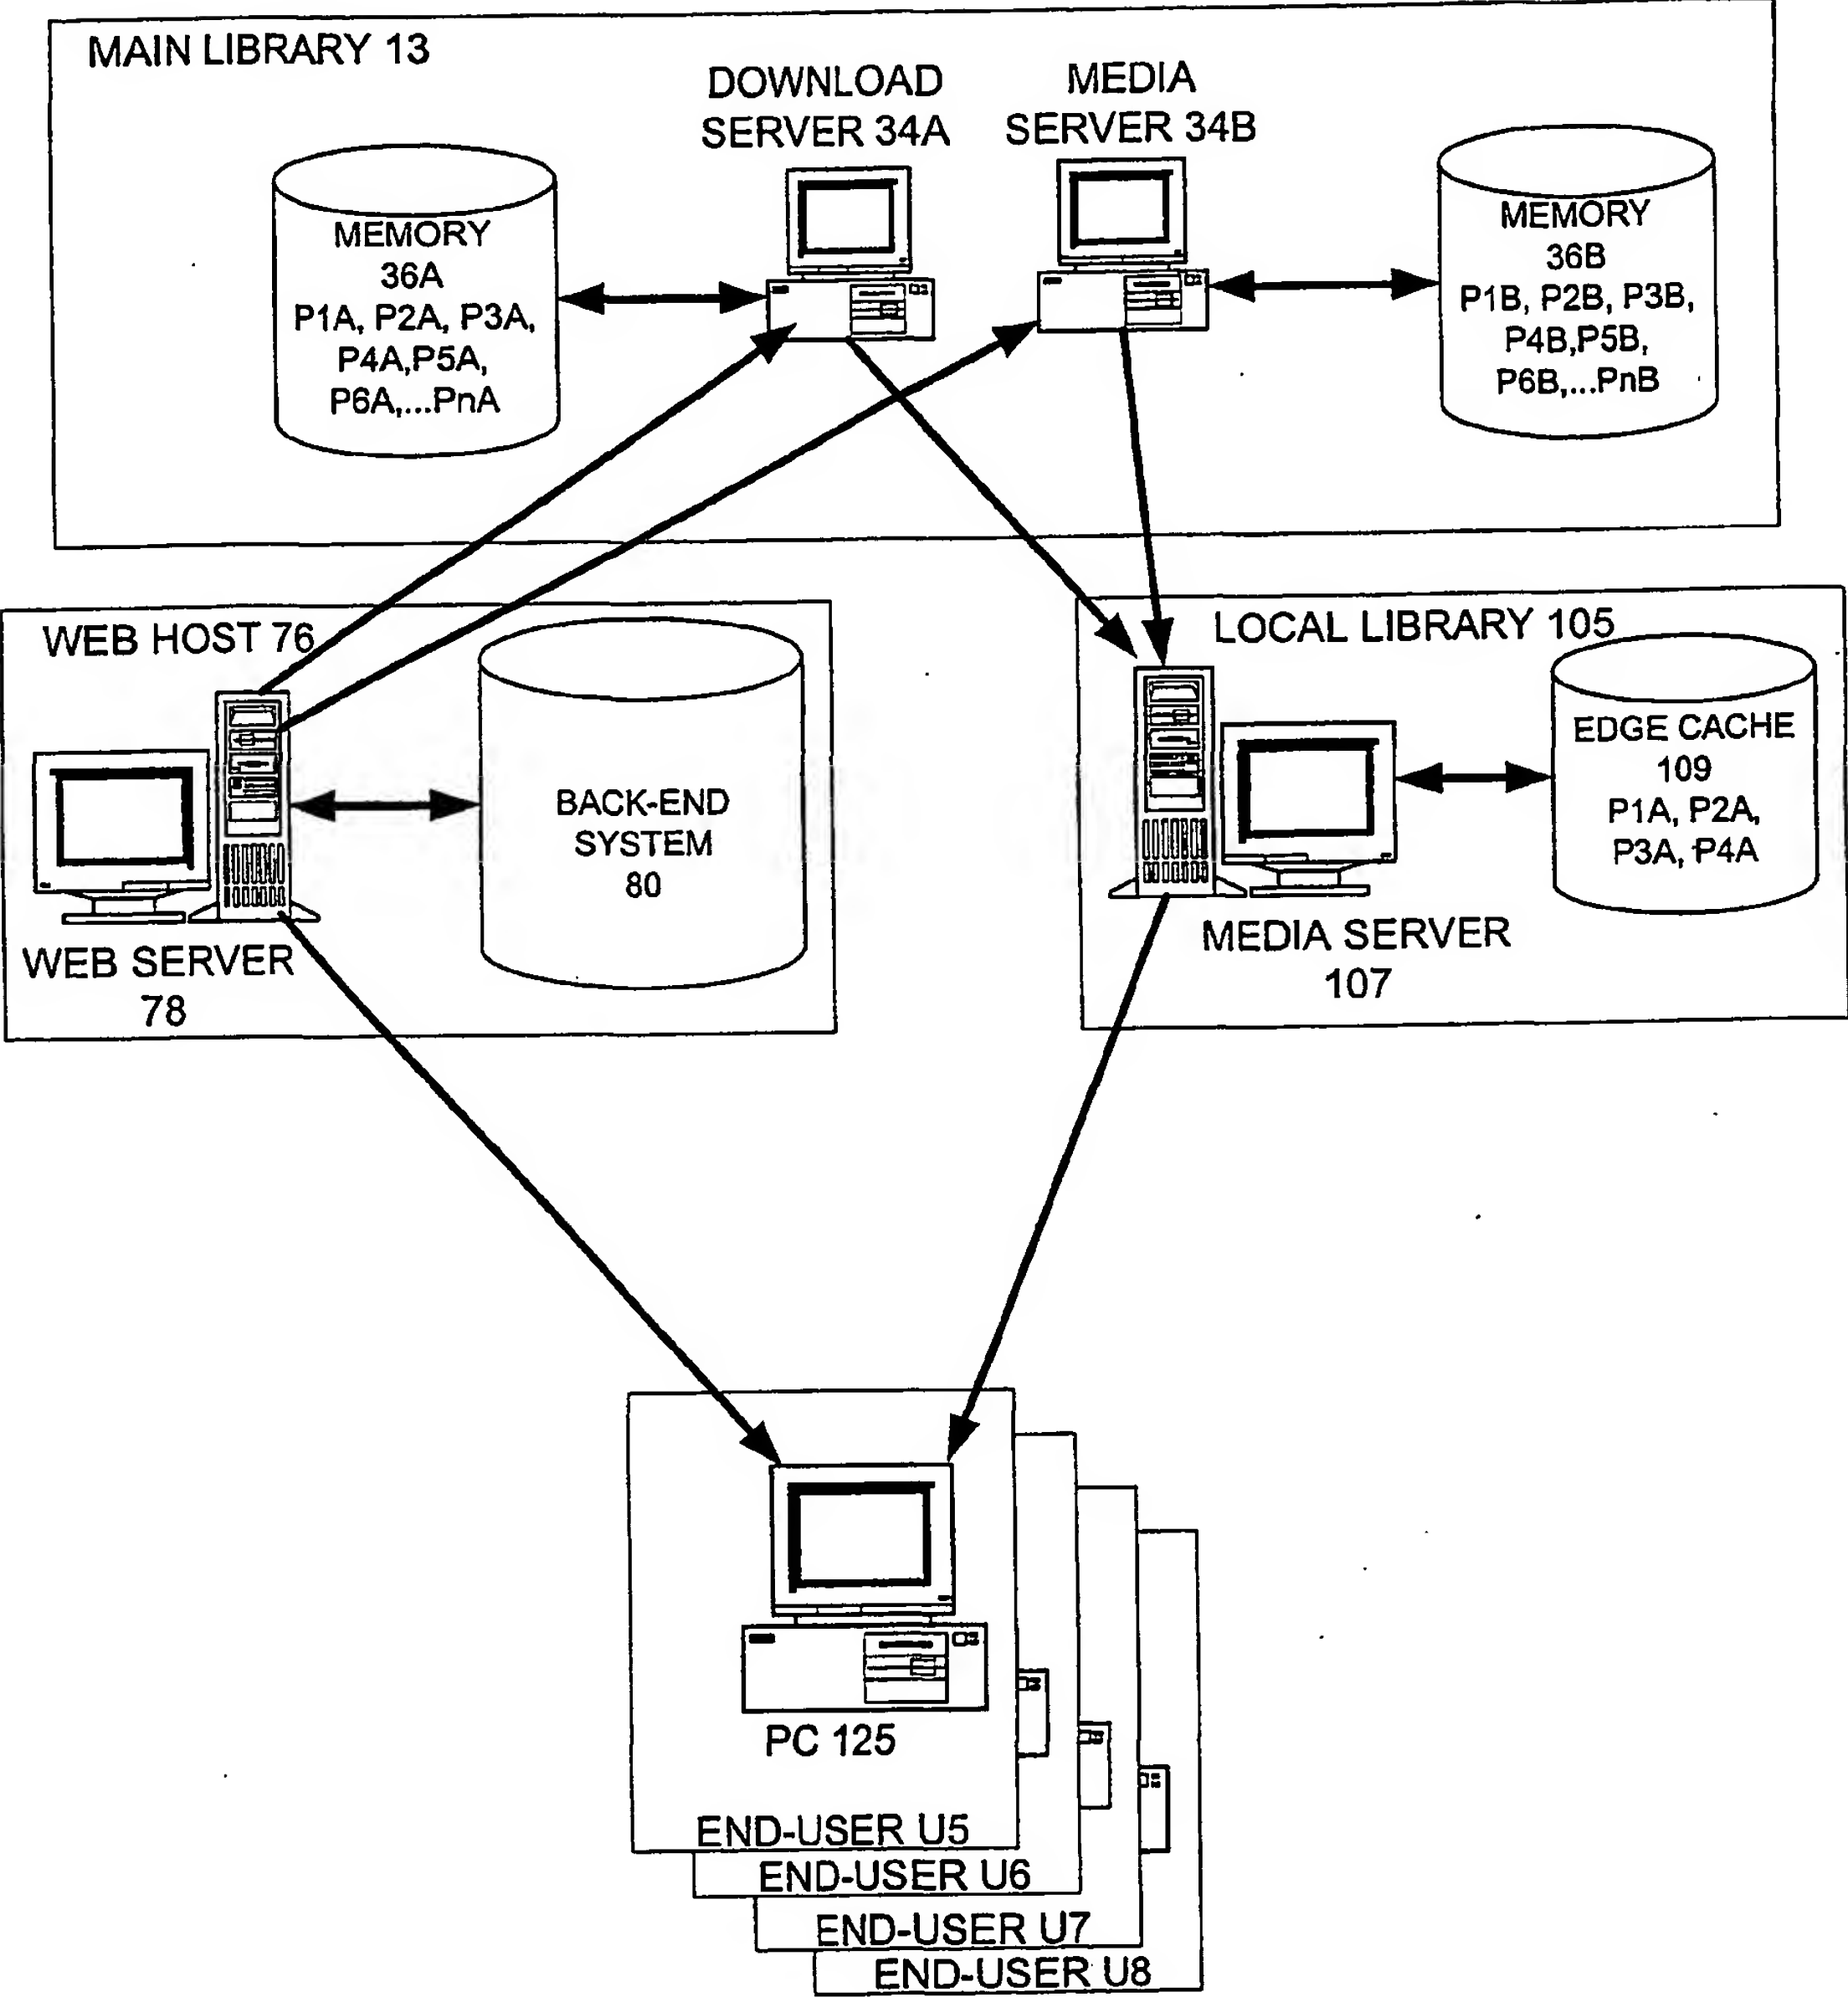 MAIN LIBRARY 13
DOWNLOAD
SERVER 34A
MEDIA
SERVER 34B
MEMORY
36A
P1A, P2A, P3A,
P4A,P5A,
P6A,...PnA
MEMORY
36B
P1B, P2B, P3B,
P4B,P5B,
P6B,...PnB
WEB HOST 76
BACK-END
SYSTEM
80
WEB SERVER
78
LOCAL LIBRARY 105
EDGE CACHE
109
P1A, P2A,
P3A, P4A
MEDIA SERVER
107
PC 125
END-USER U5
END-USER U6
END-USER U7
END-USER U8